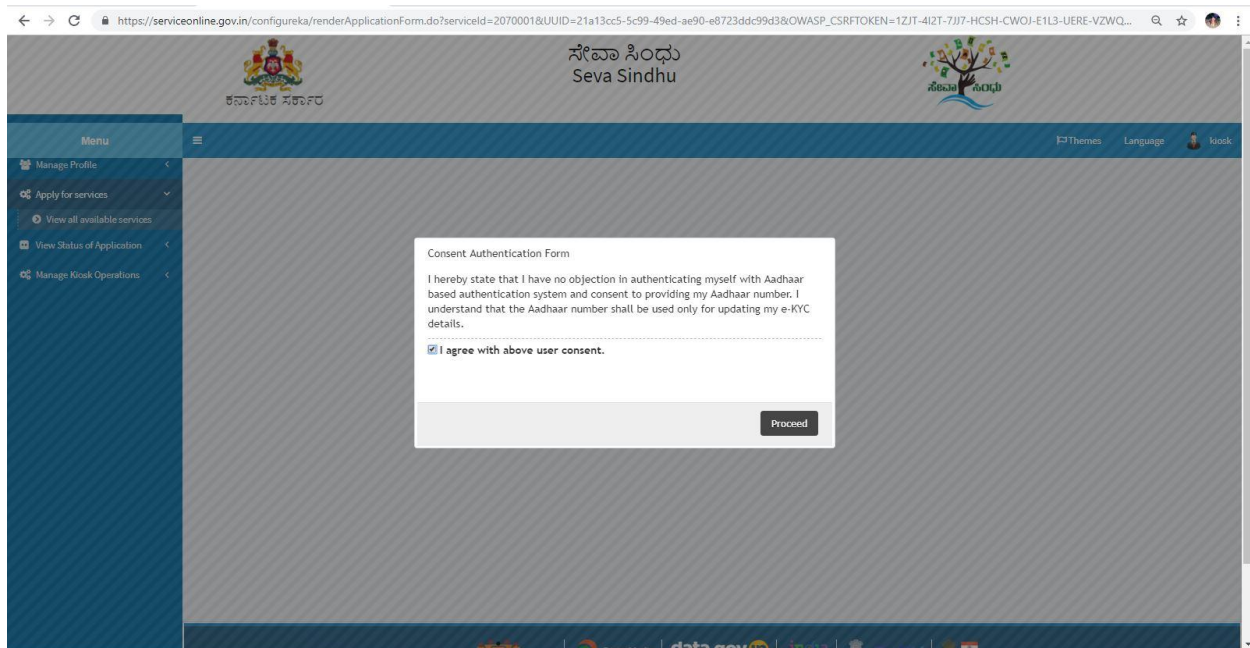 https://serviceonline.gov.in/configureka/renderApplicationForm.do?serviceId=2070001&UUID=21a13cc5-5c99-49ed-ae90-e8723ddc99d3&OWASP_CSRFTOKEN=1ZJT-4I2T-7JJ7-HCSH-CWOJ-E1L3-UERE-VZWQ...
ಸೇವಾ ಸಿಂಧು
Seva Sindhu
ಕರ್ನಾಟಕ ಸರ್ಕಾರ
ಸೇವಾ ಸಿಂಧು
Menu
Themes Language kiosk
Manage Profile
Apply for services
View all available services
View Status of Application
Manage Kiosk Operations
Consent Authentication Form
I hereby state that I have no objection in authenticating myself with Aadhaar
based authentication system and consent to providing my Aadhaar number. I
understand that the Aadhaar number shall be used only for updating my e-KYC
details.
I agree with above user consent.
Proceed
data.gov